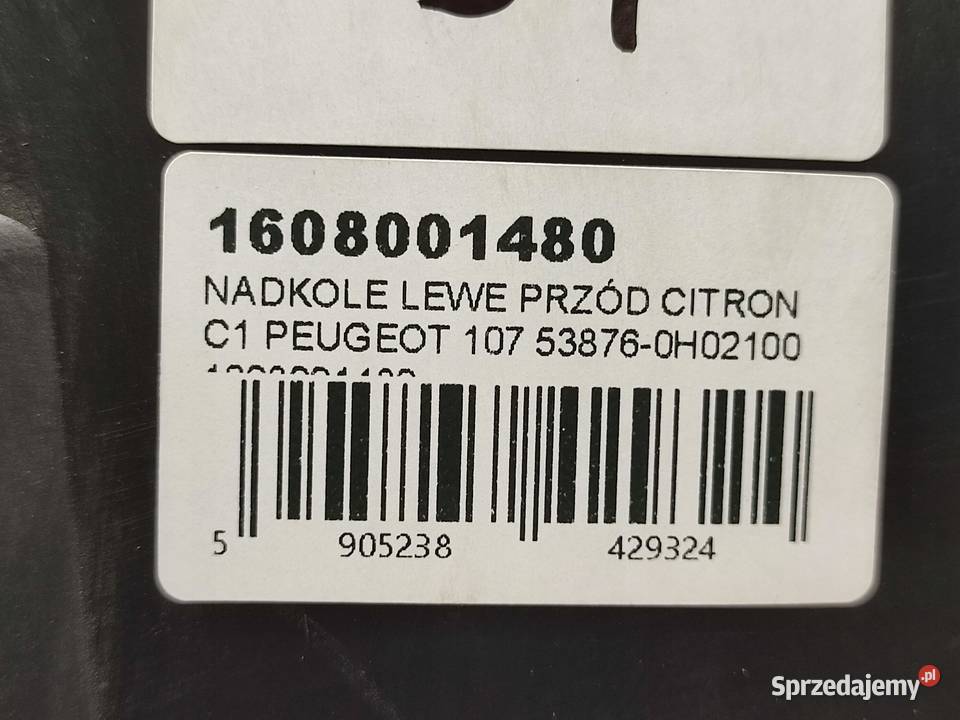 1608001480
NADKOLE LEWE PRZÓD CITRON
C1 PEUGEOT 107 53876-0H02100
5 905238 429324
Sprzedajemy.pl